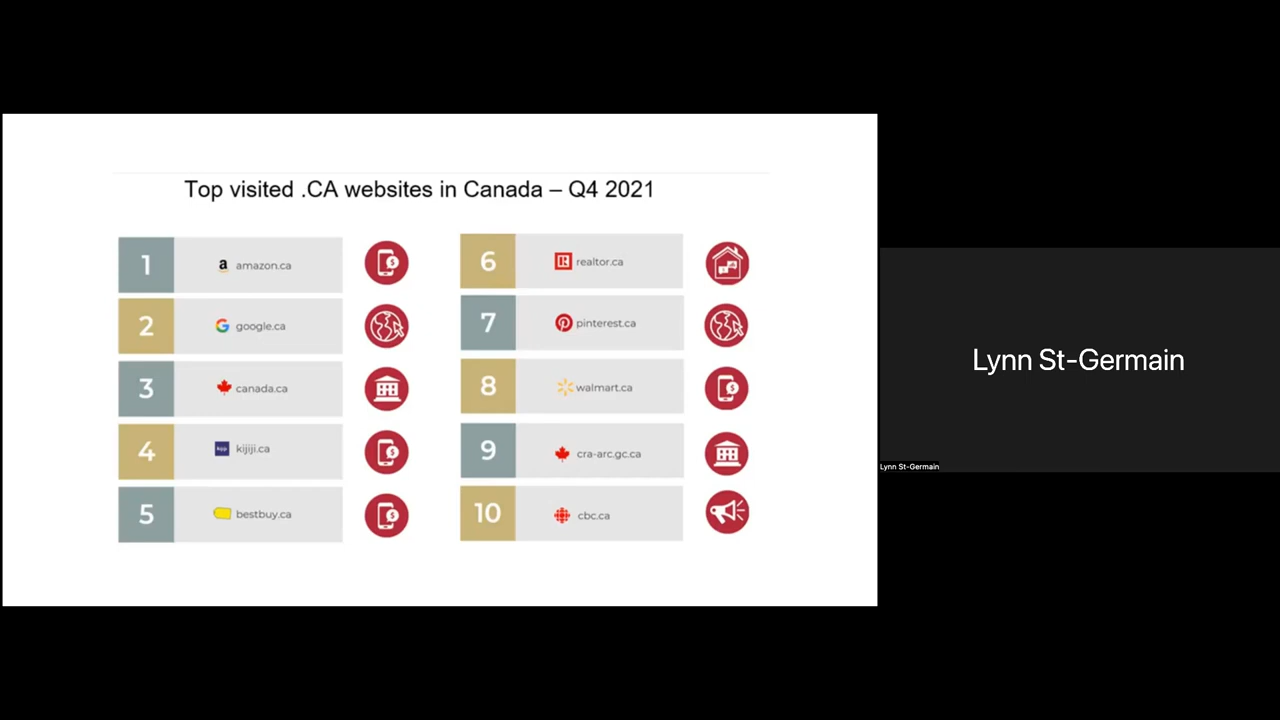 Top visited .CA websites in Canada – Q4 2021
1 amazon.ca
2 google.ca
3 canada.ca
4 kijiji.ca
5 bestbuy.ca
6 realtor.ca
7 pinterest.ca
8 walmart.ca
9 cra-arc.gc.ca
10 cbc.ca
Lynn St-Germain
Lynn St-Germain